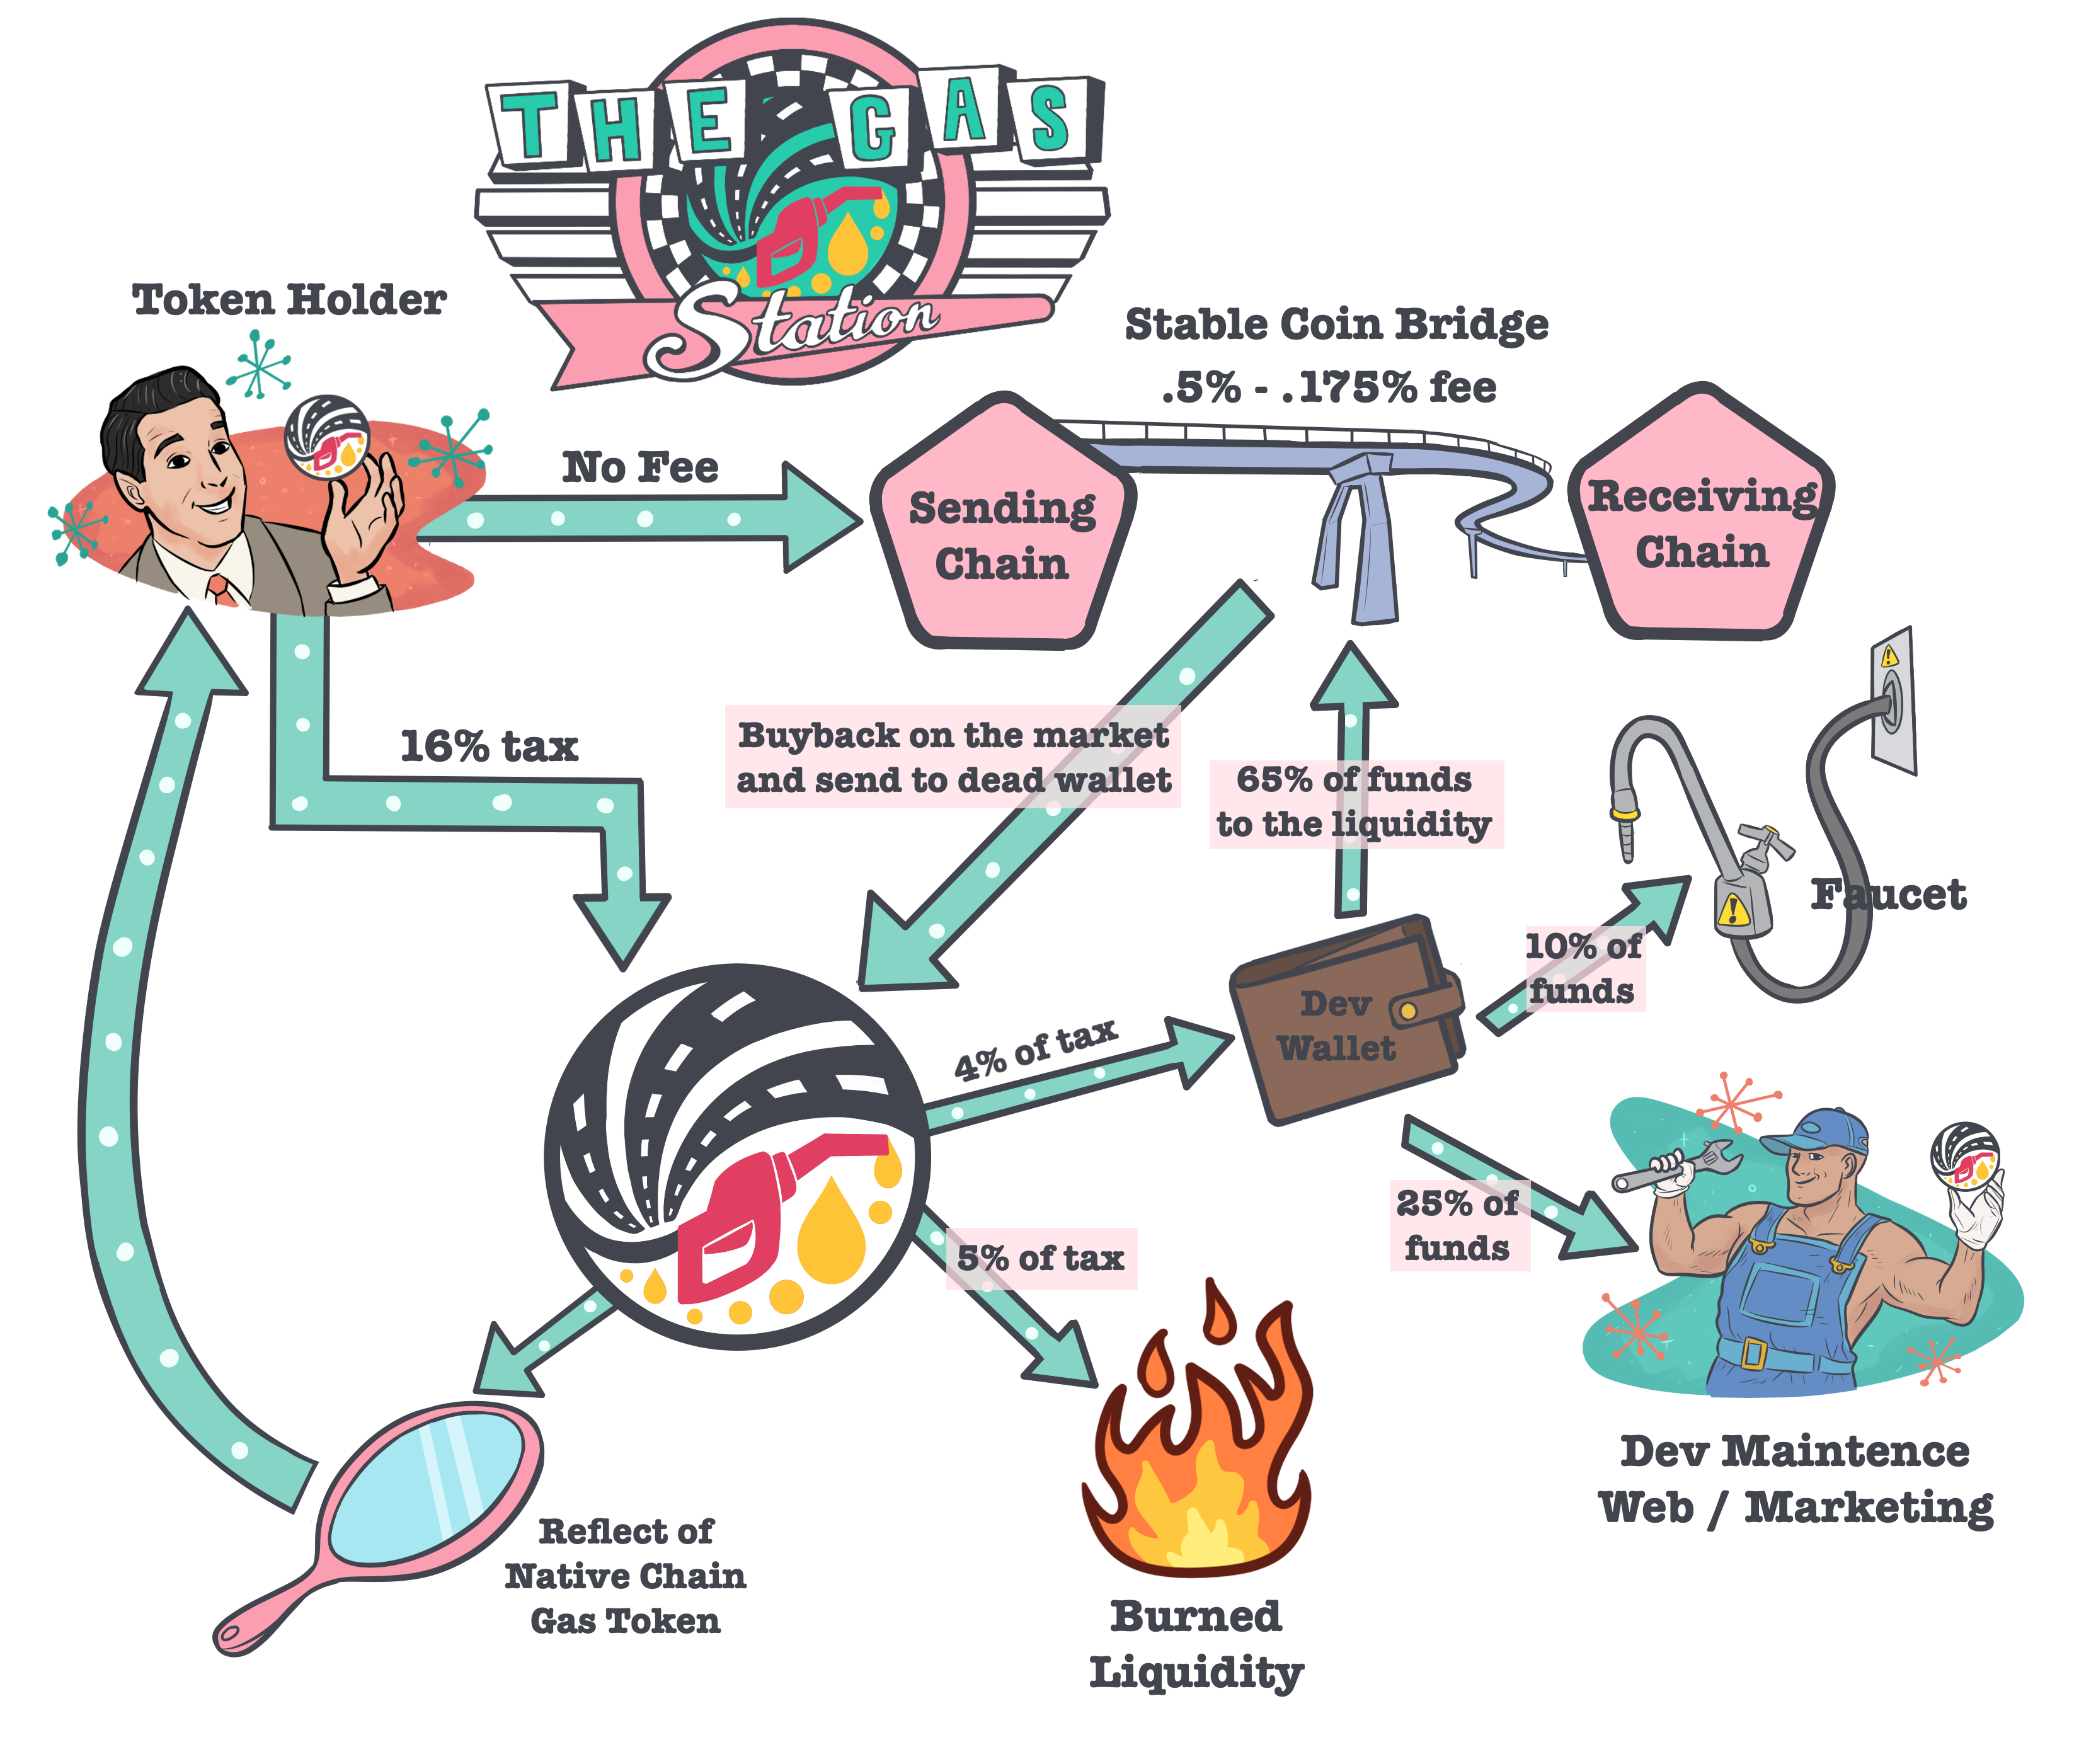 THE GAS
Station
Token Holder
Stable Coin Bridge
.5% - .175% fee
No Fee
Sending
Chain
Receiving
Chain
16% tax
Buyback on the market
and send to dead wallet
65% of funds
to the liquidity
Faucet
10% of
funds
Dev
Wallet
4% of tax
25% of
funds
5% of tax
Dev Maintence
Web / Marketing
Reflect of
Native Chain
Gas Token
Burned
Liquidity